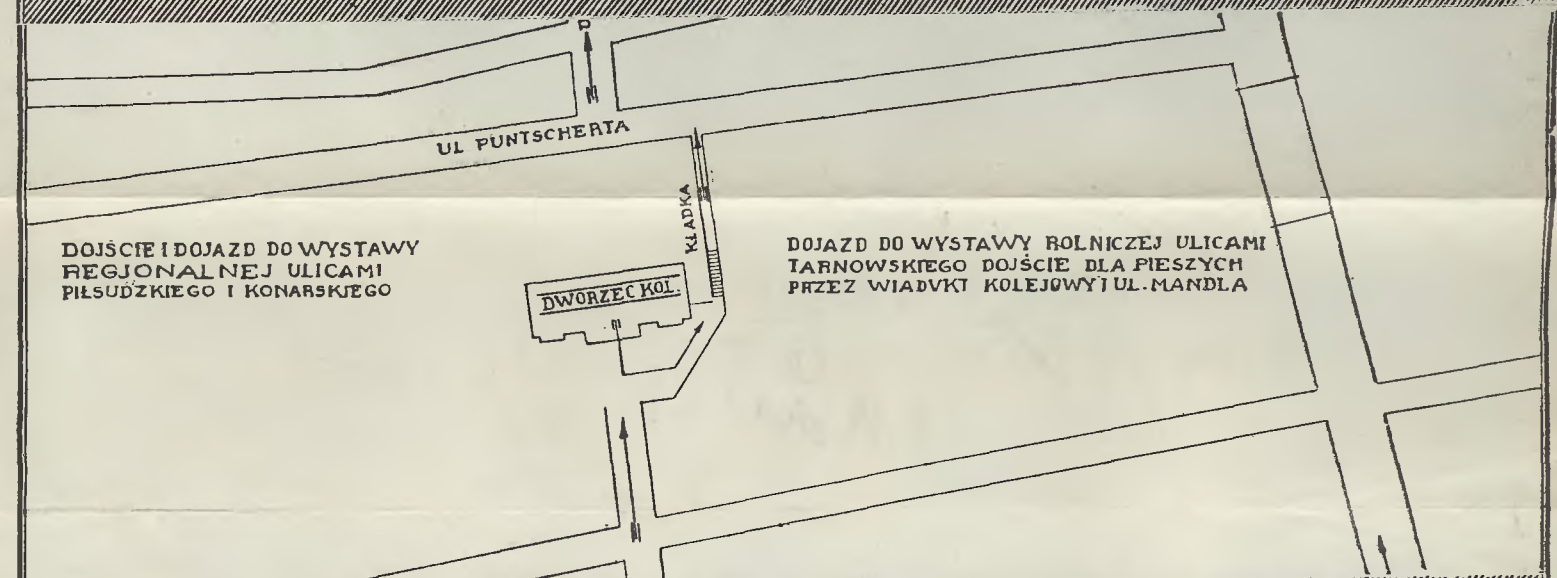 UL PUNTSCHERTA
KŁADKA
DOJŚCIE I DOJAZD DO WYSTAWY
REGJONALNEJ ULICAMI
PIŁSUDZKIEGO I KONARSKIEGO
DWORZEC KOL.
DOJAZD DO WYSTAWY ROLNICZEJ ULICAMI
TARNOWSKIEGO DOJŚCIE DLA PIESZYCH
PRZEZ WIADVKT KOLEJOWY I UL. MANDLA